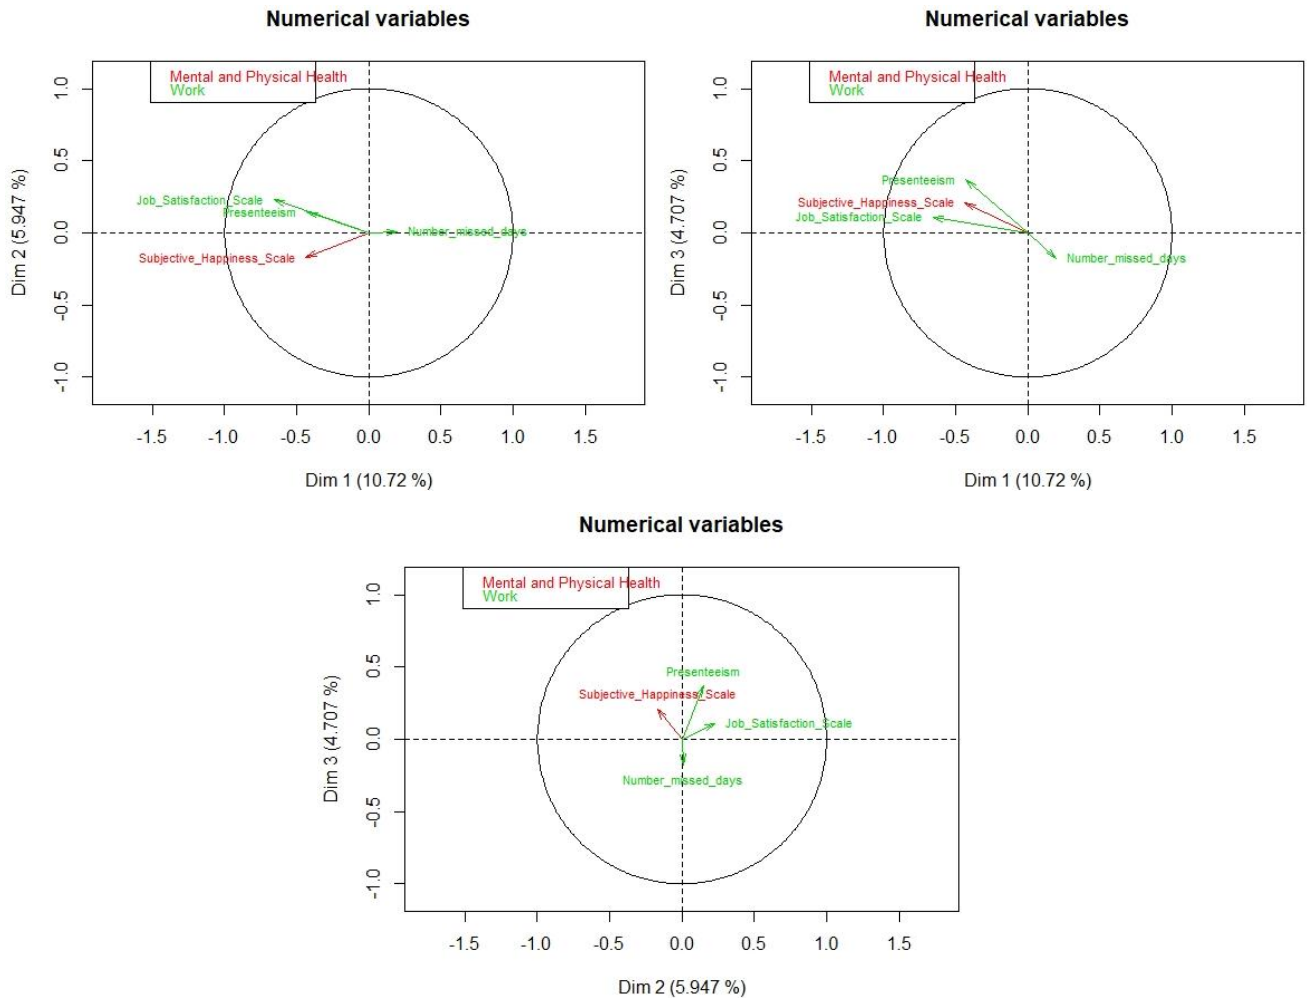 Numerical variables
Mental and Physical Health
Work
Job_Satisfaction_Scale
Presenteeism
Number_missed_days
Subjective_Happiness_Scale
Dim 2 (5.947 %)
1.0
0.5
0.0
-0.5
-1.0
-1.5
-1.0
-0.5
0.0
0.5
1.0
1.5
Dim 1 (10.72 %)
Numerical variables
Mental and Physical Health
Work
Presenteeism
Subjective_Happiness_Scale
Job_Satisfaction_Scale
Number_missed_days
Dim 3 (4.707 %)
1.0
0.5
0.0
-0.5
-1.0
-1.5
-1.0
-0.5
0.0
0.5
1.0
1.5
Dim 1 (10.72 %)
Numerical variables
Mental and Physical Health
Work
Presenteeism
Subjective_Happiness_Scale
Job_Satisfaction_Scale
Number_missed_days
Dim 3 (4.707 %)
1.0
0.5
0.0
-0.5
-1.0
-1.5
-1.0
-0.5
0.0
0.5
1.0
1.5
Dim 2 (5.947 %)